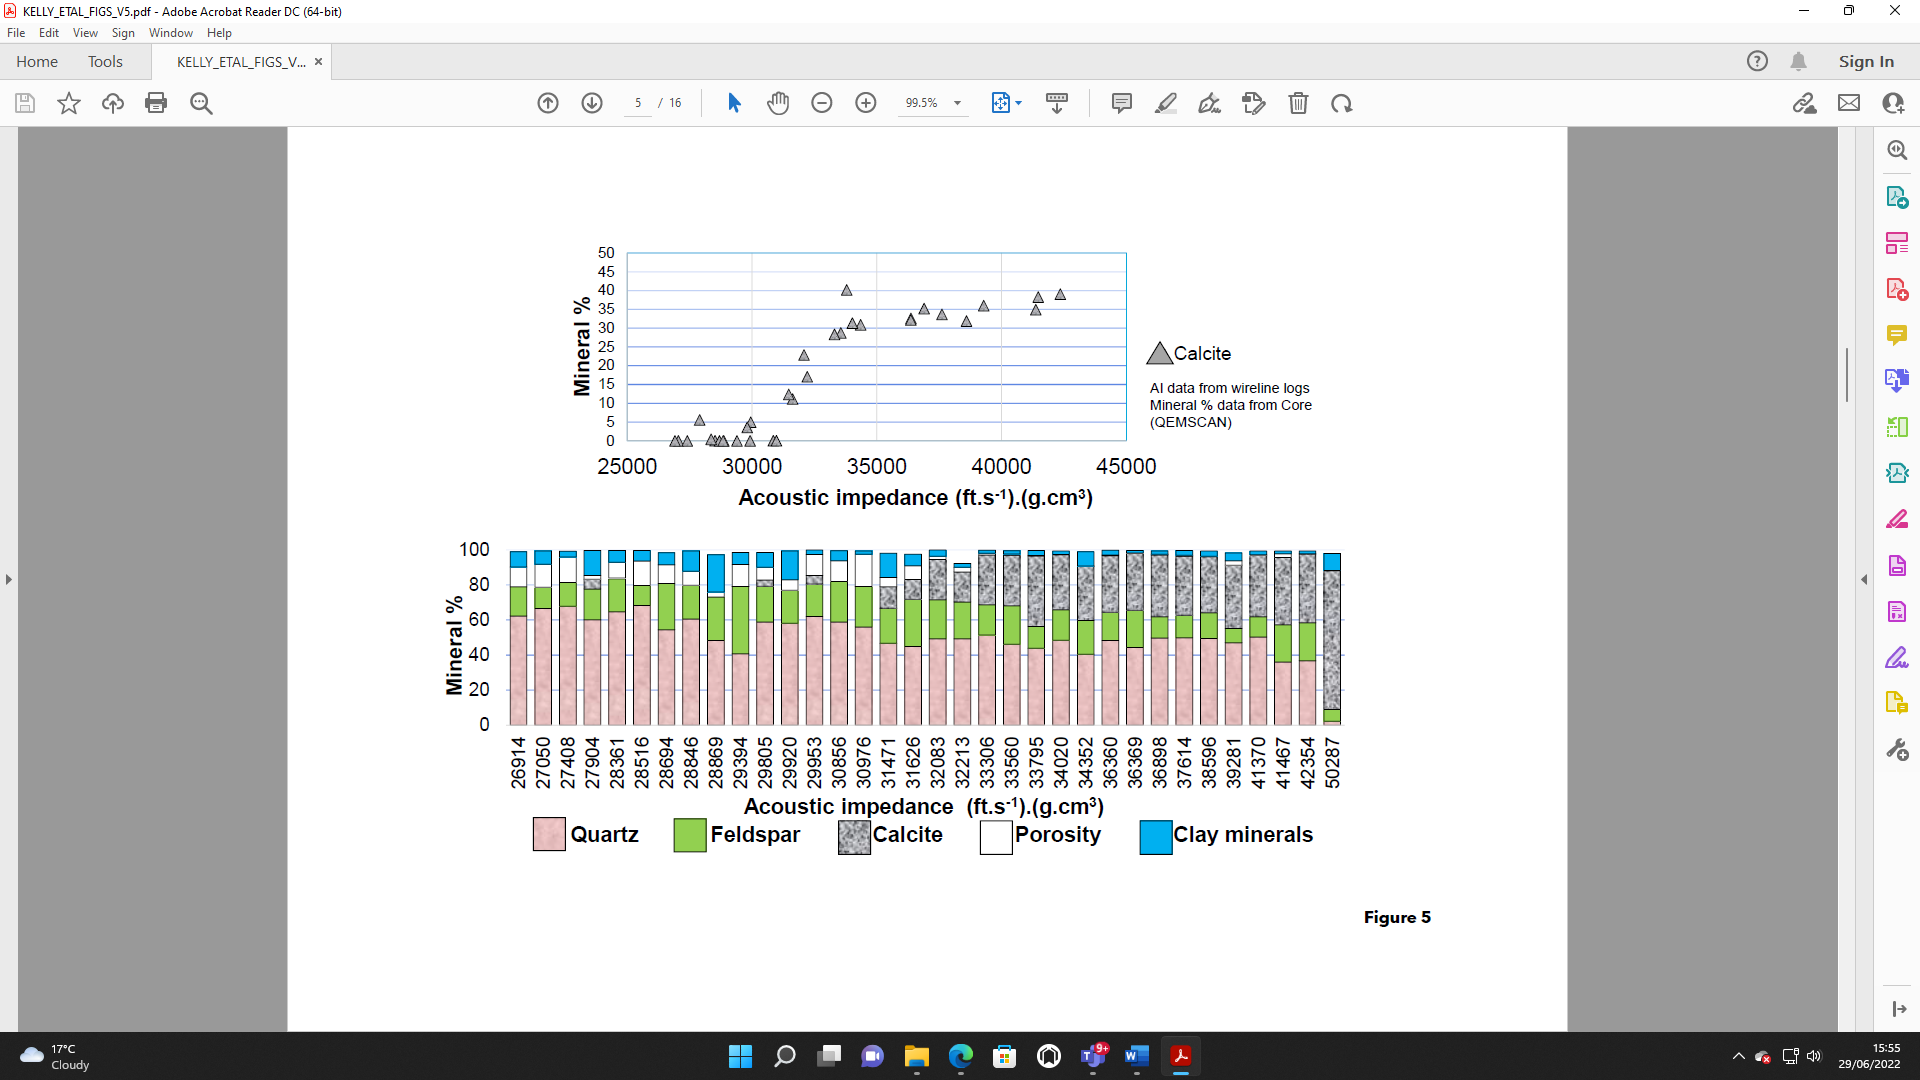 KELLY_ETAL_FIGS_V5.pdf - Adobe Acrobat Reader DC (64-bit)
File Edit View Sign Window Help
Home Tools KELLY_ETAL_FIGS_V... × Sign In
5 / 16 99.5%
50
45
40
35
30
25
20
15
10
5
0
Mineral %
25000 30000 35000 40000 45000
Acoustic impedance (ft.s-1).(g.cm3)
Calcite
AI data from wireline logs
Mineral % data from Core
(QEMSCAN)
100
80
60
40
20
0
Mineral %
26914 27050 27408 27904 28361 28516 28694 28846 28869 29394 29805 29920 29953 30856 30976 31471 31626 32083 32213 33306 33560 33795 34020 34352 36360 36369 36898 37614 38596 39281 41370 41467 42354 50287
Acoustic impedance (ft.s-1).(g.cm3)
Quartz Feldspar Calcite Porosity Clay minerals
Figure 5
17°C
Cloudy
9+
15:55
29/06/2022